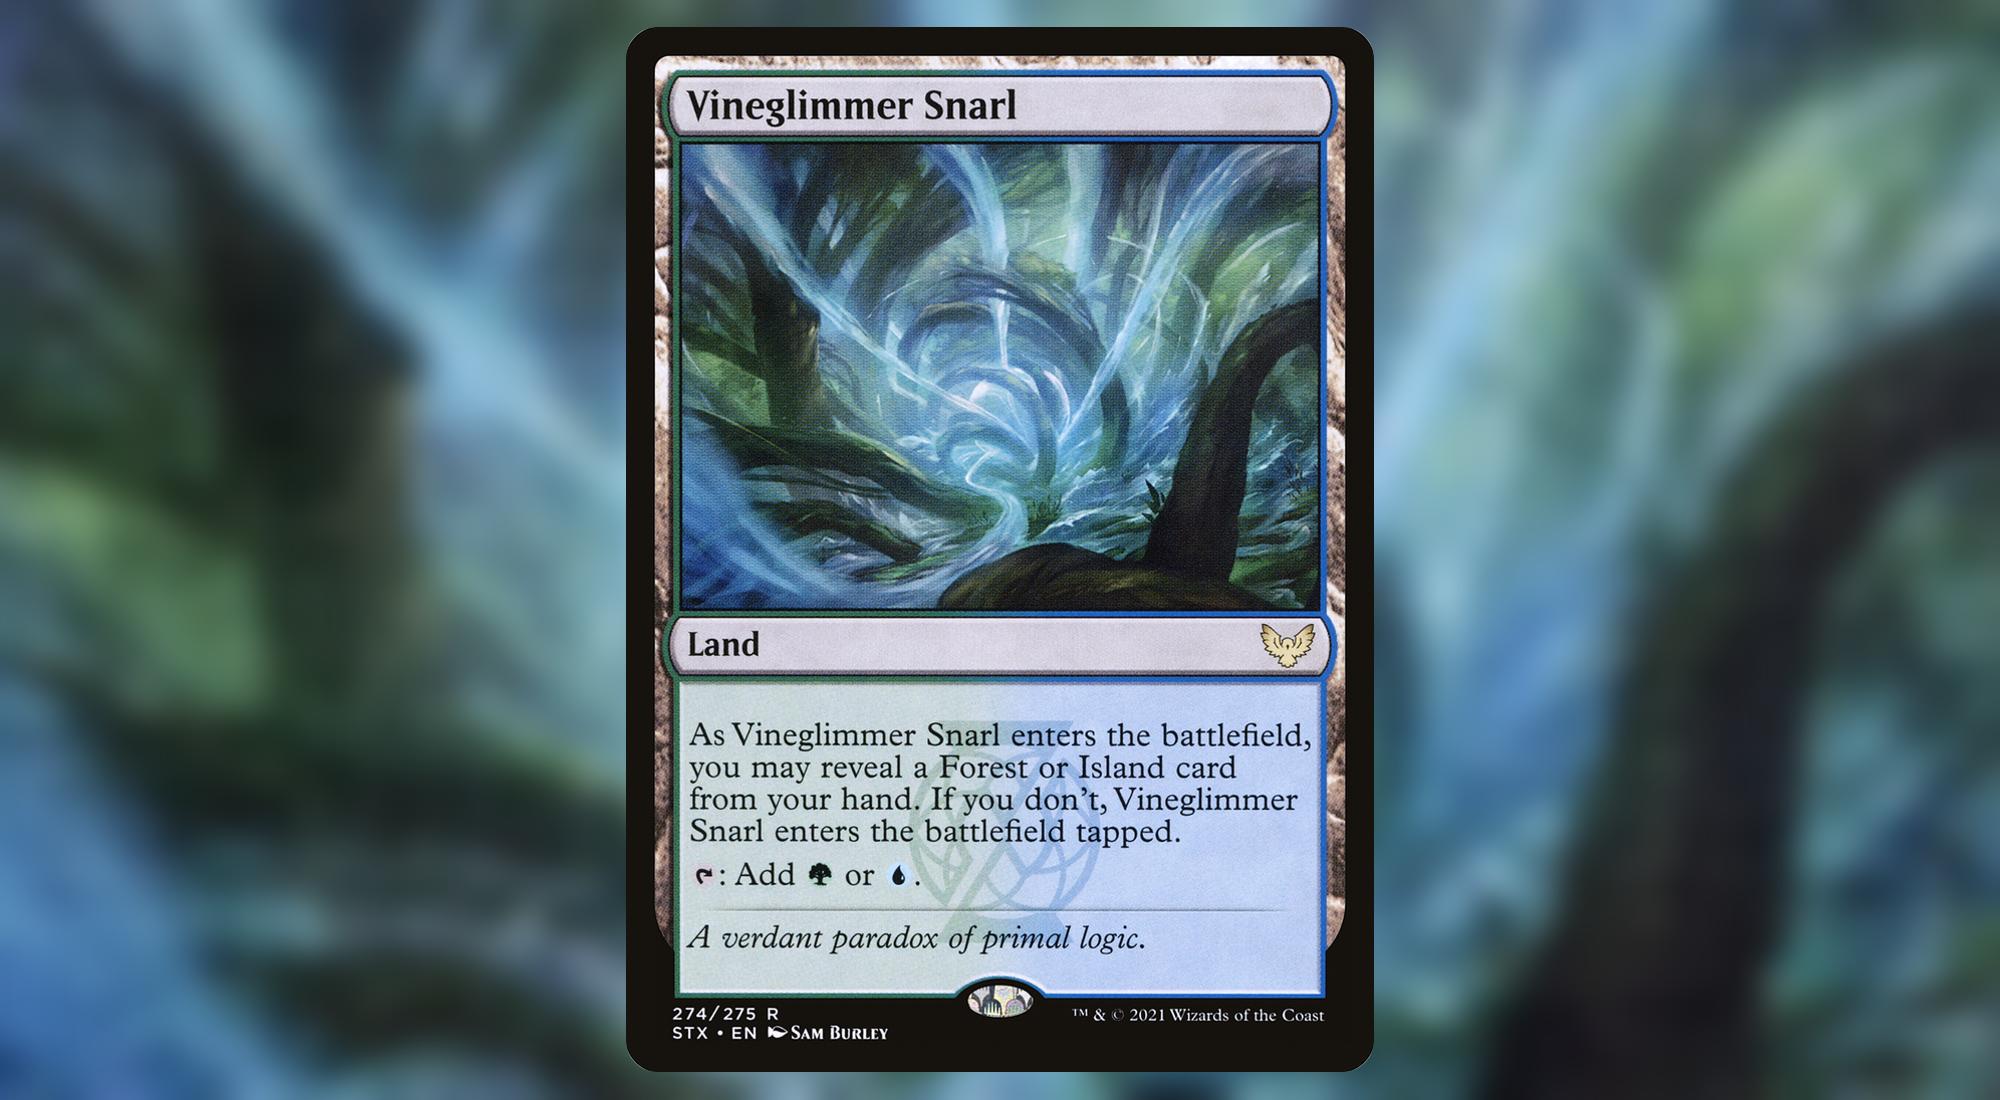 Vineglimmer Snarl
Land
As Vineglimmer Snarl enters the battlefield,
you may reveal a Forest or Island card
from your hand. If you don't, Vineglimmer
Snarl enters the battlefield tapped.
: Add or .
A verdant paradox of primal logic.
274/275 R
STX • EN SAM BURLEY
™ & © 2021 Wizards of the Coast